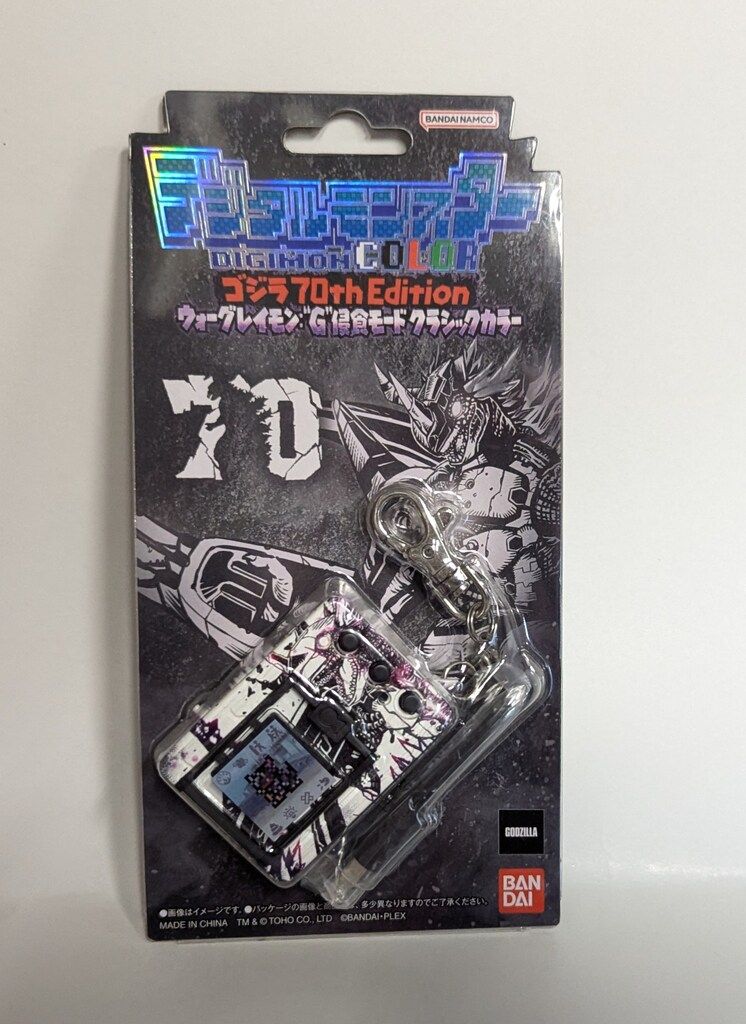 BANDAI NAMCO
デジタルモンスター
DIGIMON COLOR
ゴジラ70th Edition
ウォーグレイモン:"G"侵食モード クラシックカラー
70
GODZILLA
BAN
DAI
●画像はイメージです。●パッケージの画像と商品は、多少異なりますのでご了承ください。
MADE IN CHINA TM & © TOHO CO., LTD ©BANDAI・PLEX